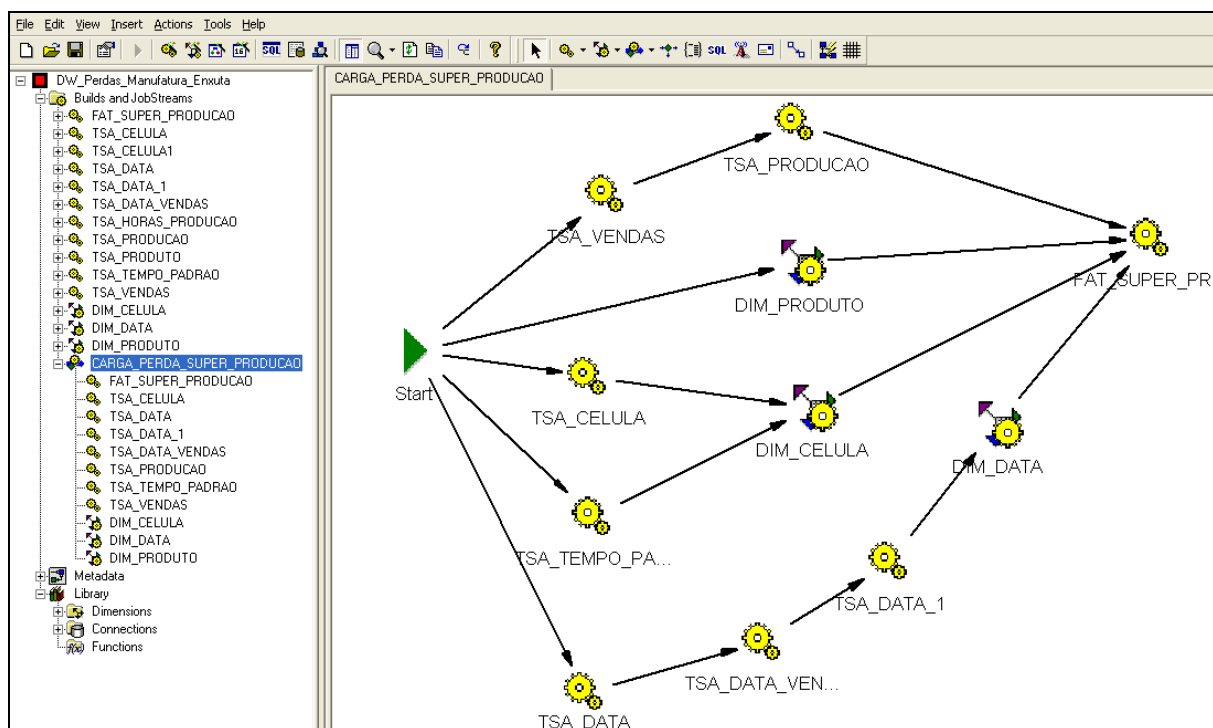 File Edit View Insert Actions Tools Help
SQL SQL
DW_Perdas_Manufatura_Enxuta
Builds and JobStreams
FAT_SUPER_PRODUCAO
TSA_CELULA
TSA_CELULA1
TSA_DATA
TSA_DATA_1
TSA_DATA_VENDAS
TSA_HORAS_PRODUCAO
TSA_PRODUCAO
TSA_PRODUTO
TSA_TEMPO_PADRAO
TSA_VENDAS
DIM_CELULA
DIM_DATA
DIM_PRODUTO
CARGA_PERDA_SUPER_PRODUCAO
FAT_SUPER_PRODUCAO
TSA_CELULA
TSA_DATA
TSA_DATA_1
TSA_DATA_VENDAS
TSA_PRODUCAO
TSA_TEMPO_PADRAO
TSA_VENDAS
DIM_CELULA
DIM_DATA
DIM_PRODUTO
Metadata
Library
Dimensions
Connections
Functions
CARGA_PERDA_SUPER_PRODUCAO
TSA_PRODUCAO
TSA_VENDAS
FAT_SUPER_PR
DIM_PRODUTO
Start
TSA_CELULA
DIM_CELULA
DIM_DATA
TSA_TEMPO_PA...
TSA_DATA_1
TSA_DATA_VEN...
TSA_DATA